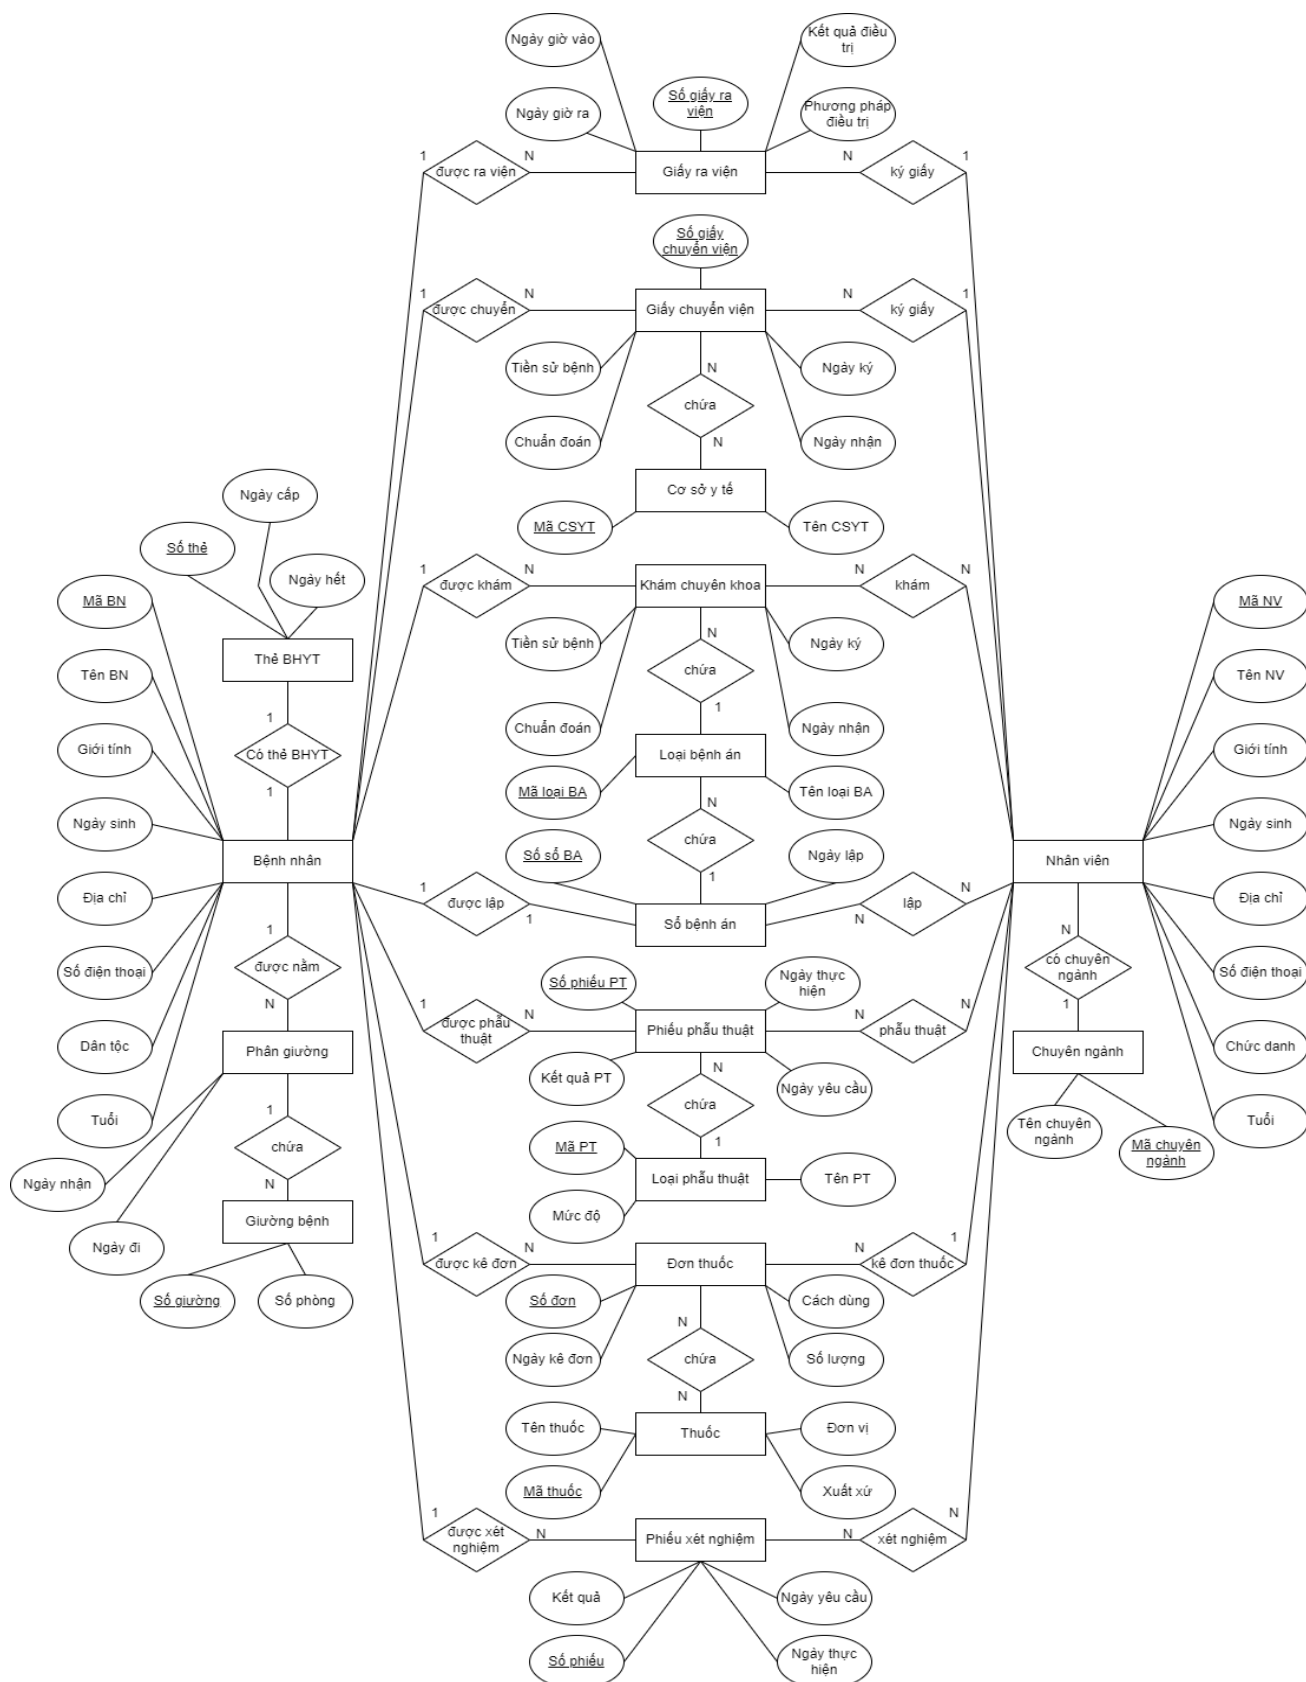 Ngày giờ vào
Kết quả điều
trị
Số giấy ra
viện
Ngày giờ ra
Phương pháp
điều trị
1
được ra viện
N
Giấy ra viện
N
ký giấy
1
Số giấy
chuyển viện
1
được chuyển
N
Giấy chuyển viện
N
ký giấy
1
Tiền sử bệnh
N
Ngày ký
chứa
Chuẩn đoán
N
Ngày nhận
Cơ sở y tế
Mã CSYT
Tên CSYT
Ngày cấp
Số thẻ
Ngày hết
Thẻ BHYT
1
Có thẻ BHYT
1
Mã BN
Tên BN
Giới tính
Ngày sinh
Địa chỉ
Số điện thoại
Dân tộc
Tuổi
Bệnh nhân
1
được nằm
N
Phân giường
Ngày nhận
Ngày đi
1
chứa
N
Giường bệnh
Số giường
Số phòng
1
được khám
N
Khám chuyên khoa
N
khám
N
Tiền sử bệnh
N
Ngày ký
chứa
Chuẩn đoán
1
Ngày nhận
Loại bệnh án
Mã loại BA
Tên loại BA
N
chứa
1
Số sổ BA
Ngày lập
1
được lập
1
Sổ bệnh án
N
lập
N
Số phiếu PT
Ngày thực
hiện
1
được phẫu
thuật
N
Phiếu phẫu thuật
N
phẫu thuật
N
Kết quả PT
N
Ngày yêu cầu
chứa
1
Mã PT
Loại phẫu thuật
Tên PT
Mức độ
1
được kê đơn
N
Đơn thuốc
N
kê đơn thuốc
1
Số đơn
Cách dùng
Ngày kê đơn
N
Số lượng
chứa
N
Tên thuốc
Thuốc
Đơn vị
Mã thuốc
Xuất xứ
1
được xét
nghiệm
N
Phiếu xét nghiệm
N
xét nghiệm
N
Kết quả
Ngày yêu cầu
Số phiếu
Ngày thực
hiện
Mã NV
Tên NV
Giới tính
Ngày sinh
Địa chỉ
Số điện thoại
Chức danh
Tuổi
Nhân viên
N
có chuyên
ngành
1
Chuyên ngành
Tên chuyên
ngành
Mã chuyên
ngành